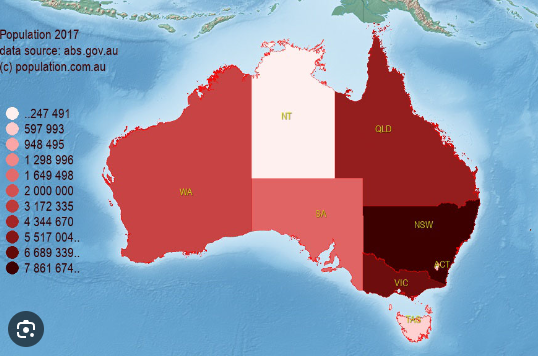 Population 2017
data source: abs.gov.au
(c) population.com.au
..247 491
597 993
948 495
1 298 996
1 649 498
2 000 000
3 172 335
4 344 670
5 517 004..
6 689 339..
7 861 674..
NT
QLD
WA
SA
NSW
ACT
VIC
TAS